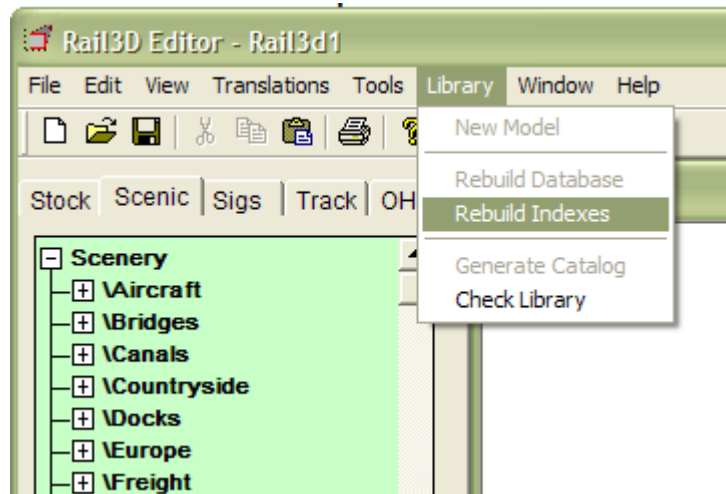 Rail3D Editor - Rail3d1
File Edit View Translations Tools Library Window Help
New Model
Rebuild Database
Rebuild Indexes
Generate Catalog
Check Library
Stock Scenic Sigs Track OH
Scenery
\Aircraft
\Bridges
\Canals
\Countryside
\Docks
\Europe
\Freight